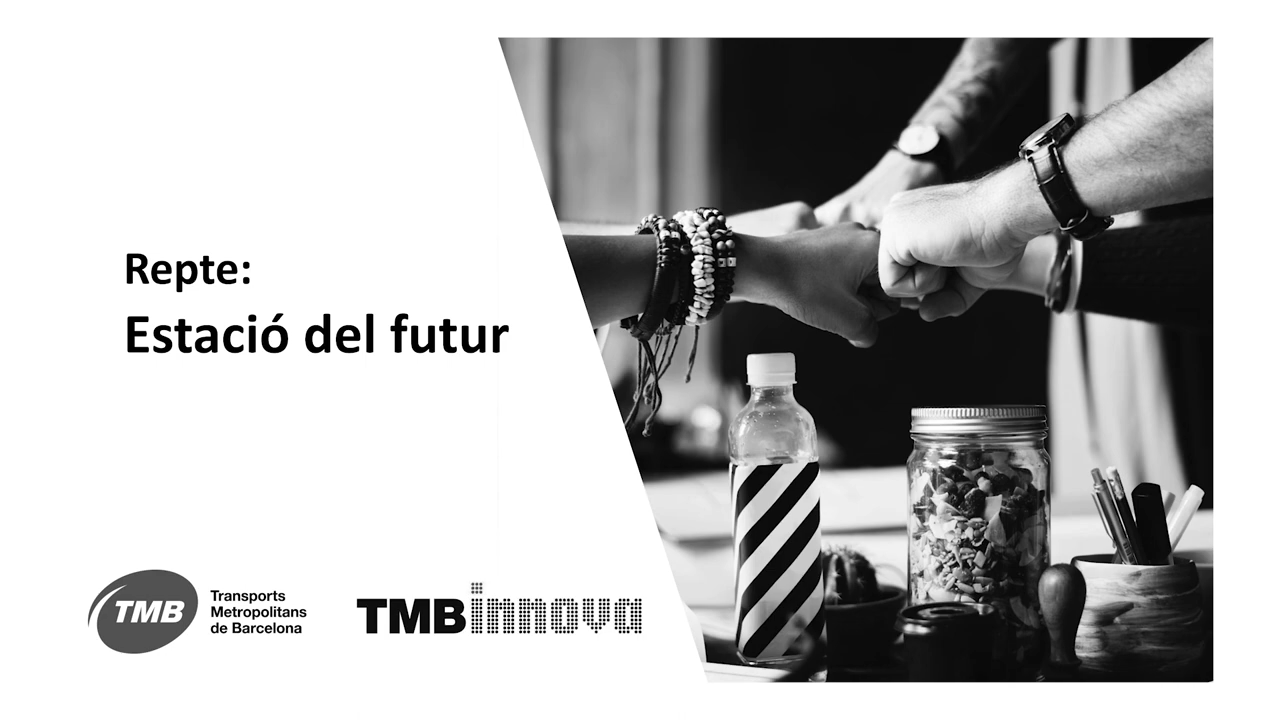 Repte:
Estació del futur
TMB
Transports
Metropolitans
de Barcelona
TMBinnova